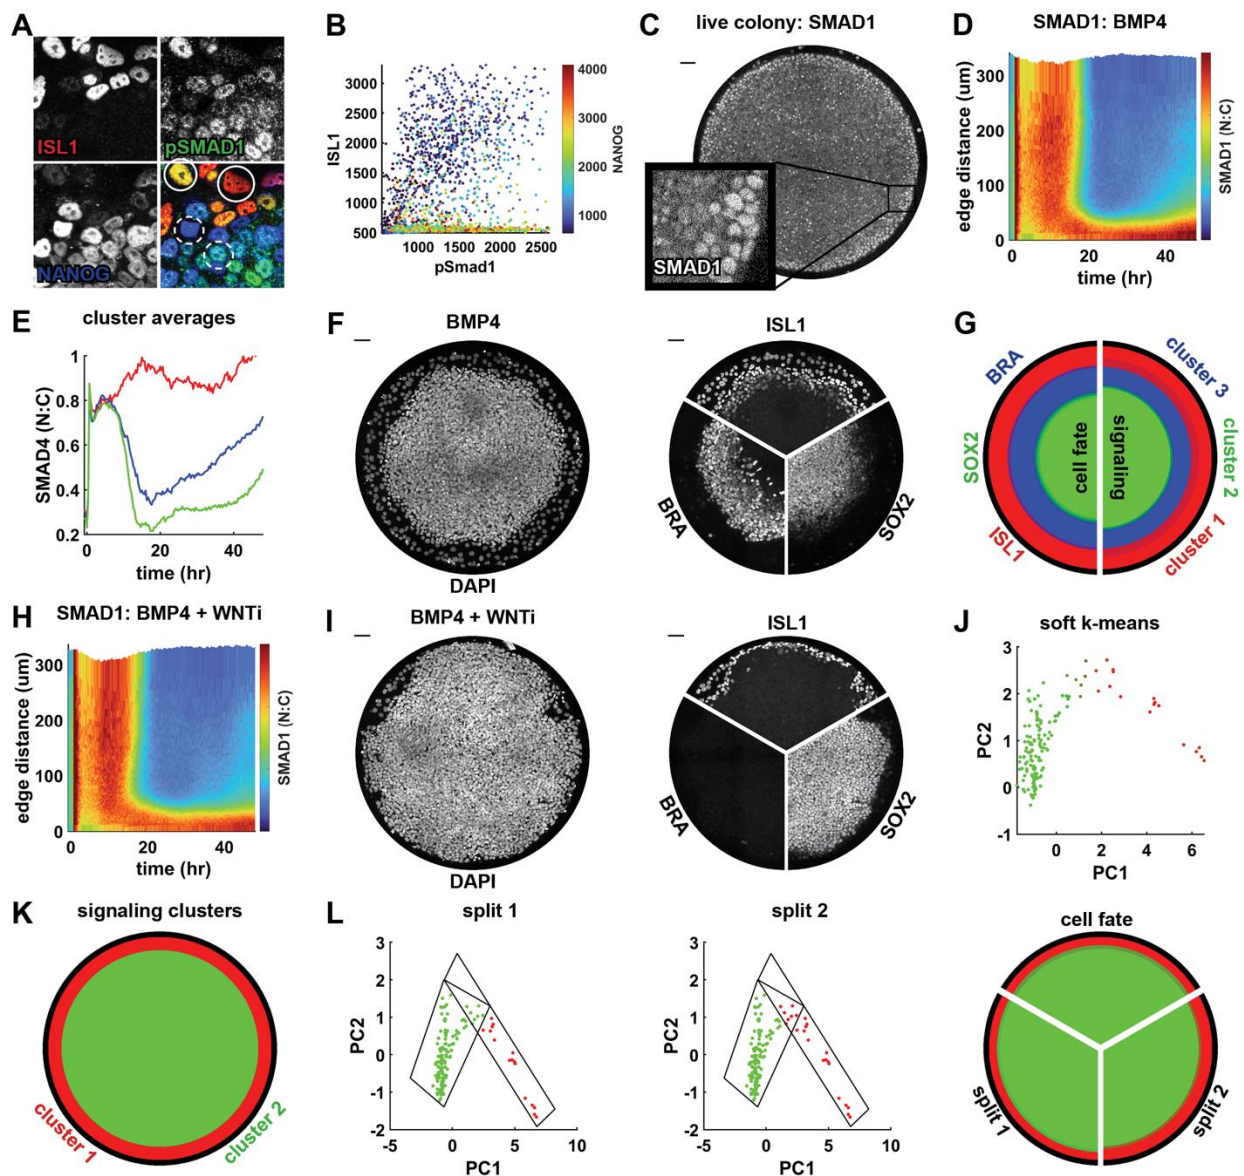 A
ISL1
pSMAD1
NANOG
B
ISL1
3000
2500
2000
1500
1000
500
1000 1500 2000 2500
pSmad1
4000
3000
2000
1000
NANOG
C live colony: SMAD1
SMAD1
D SMAD1: BMP4
edge distance (um)
300
200
100
0
0 20 40
time (hr)
SMAD1 (N:C)
E cluster averages
SMAD4 (N:C)
1
0.8
0.6
0.4
0.2
0 20 40
time (hr)
F BMP4
DAPI
ISL1
BRA
SOX2
G
BRA
SOX2
ISL1
cell fate
signaling
cluster 3
cluster 2
cluster 1
H SMAD1: BMP4 + WNTi
edge distance (um)
300
200
100
0
0 20 40
time (hr)
SMAD1 (N:C)
I BMP4 + WNTi
DAPI
ISL1
BRA
SOX2
J soft k-means
PC2
3
2
1
0
-1
0 2 4 6
PC1
K signaling clusters
cluster 1
cluster 2
L split 1
PC2
3
2
1
0
-1
-2
-5 0 5 10
PC1
split 2
PC2
3
2
1
0
-1
-2
-5 0 5 10
PC1
cell fate
split 1
split 2